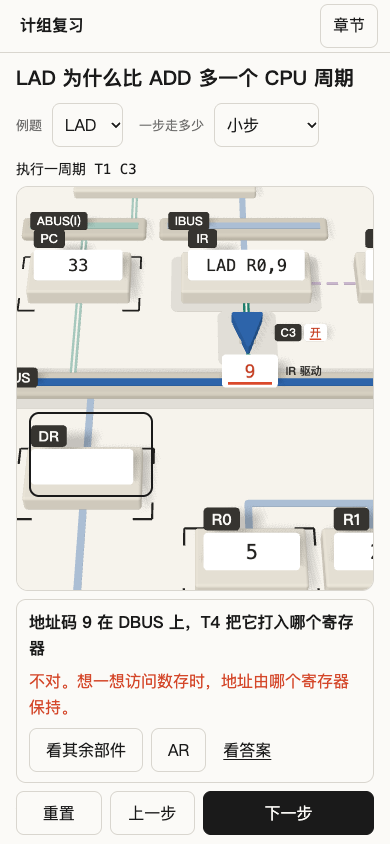 计组复习
章节
LAD 为什么比 ADD 多一个 CPU 周期
例题 LAD 一步走多少 小步
执行一周期 T1 C3
ABUS(I) IBUS
PC IR
33 LAD R0,9
C3 开
US 9 IR 驱动
DR
R0 R1
5
地址码 9 在 DBUS 上，T4 把它打入哪个寄存
器
不对。想一想访问数存时，地址由哪个寄存器
保持。
看其余部件 AR 看答案
重置 上一步 下一步